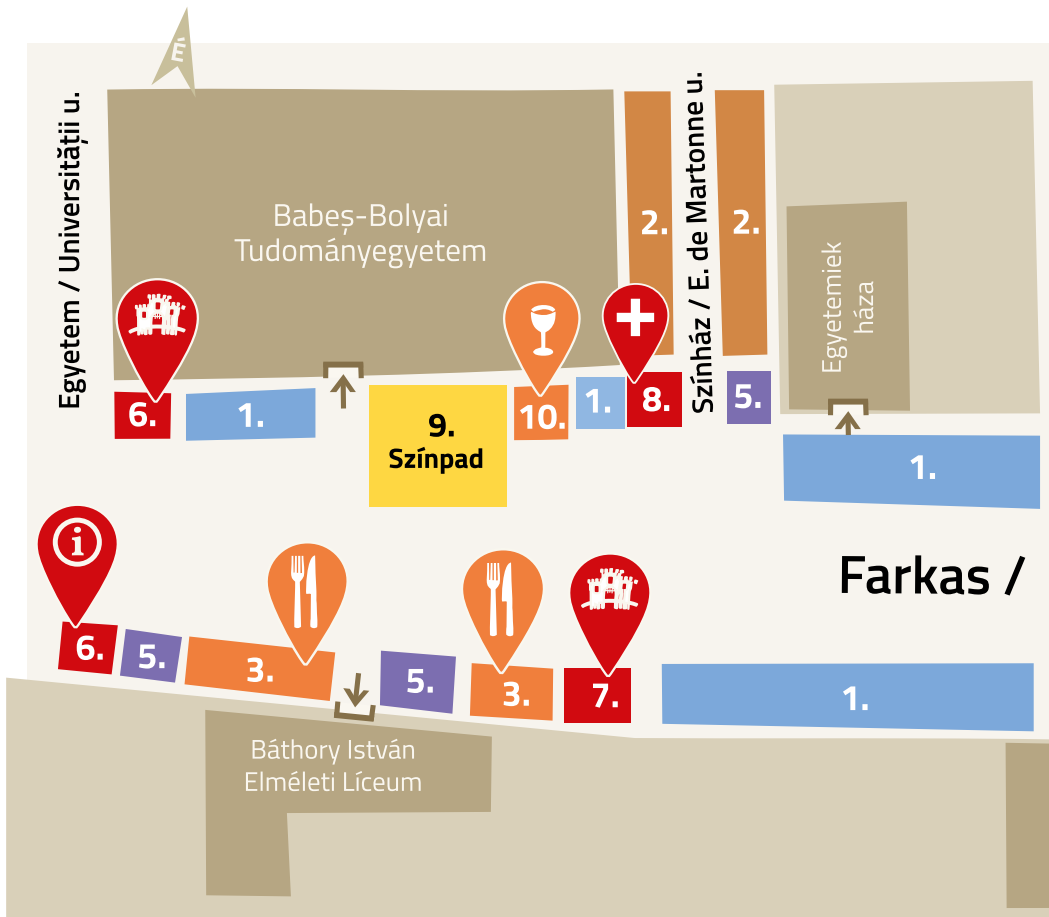 É
Egyetem / Universității u.
Babeș-Bolyai
Tudományegyetem
2.
Színház / E. de Martonne u.
2.
Egyetemiek
háza
6.
1.
9.
Színpad
10.
1.
8.
5.
1.
i
Farkas /
6.
5.
3.
5.
3.
7.
1.
Báthory István
Elméleti Líceum